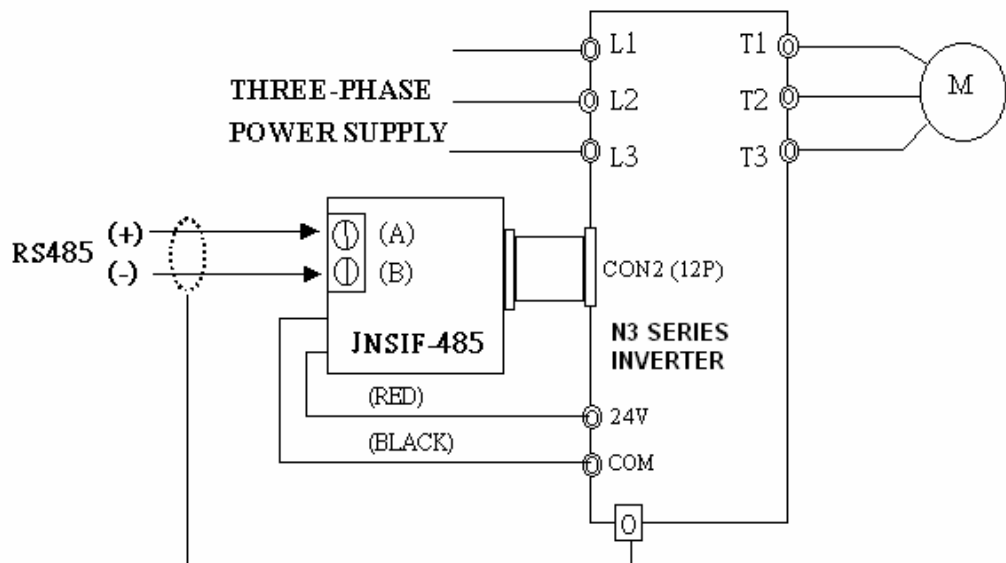 L1
T1
THREE-PHASE
L2
T2
M
POWER SUPPLY
L3
T3
RS485
(+)
(A)
(-)
(B)
CON2 (12P)
JNSIF-485
N3 SERIES
INVERTER
(RED)
24V
(BLACK)
COM